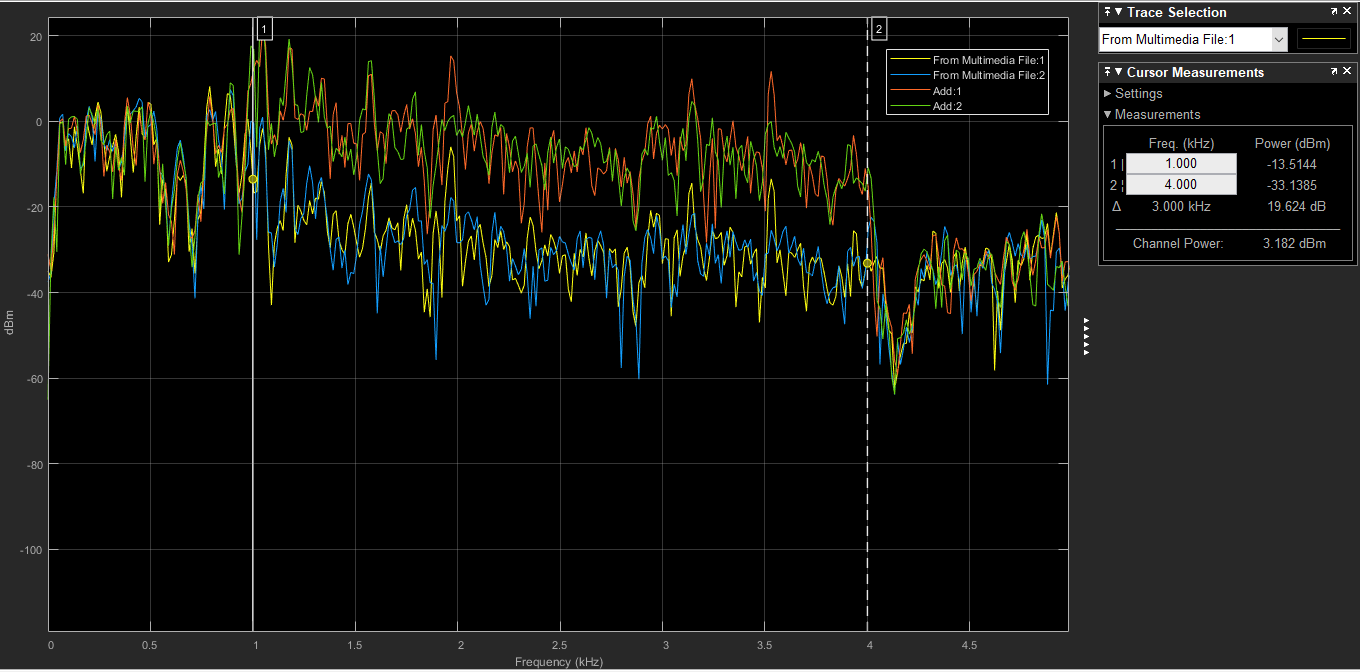 Trace Selection
From Multimedia File:1
Cursor Measurements
Settings
Measurements
Freq. (kHz) Power (dBm)
1 1.000 -13.5144
2 4.000 -33.1385
Δ 3.000 kHz 19.624 dB
Channel Power: 3.182 dBm
1
2
From Multimedia File:1
From Multimedia File:2
Add:1
Add:2
20
0
-20
-40
-60
-80
-100
dBm
0 0.5 1 1.5 2 2.5 3 3.5 4 4.5
Frequency (kHz)